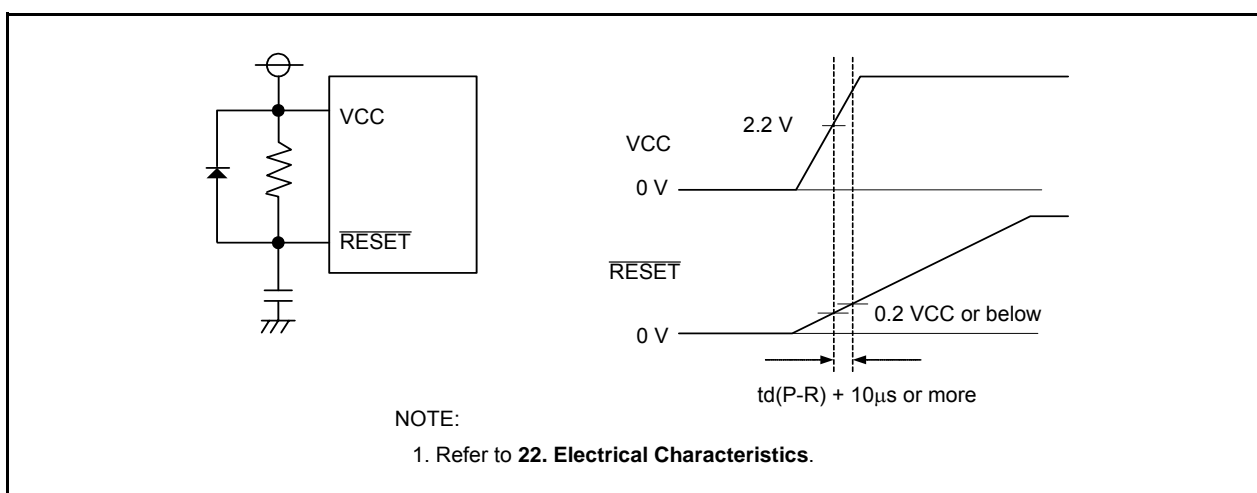 VCC
RESET
2.2 V
VCC
0 V
RESET
0.2 VCC or below
0 V
td(P-R) + 10μs or more
NOTE:
1. Refer to 22. Electrical Characteristics.